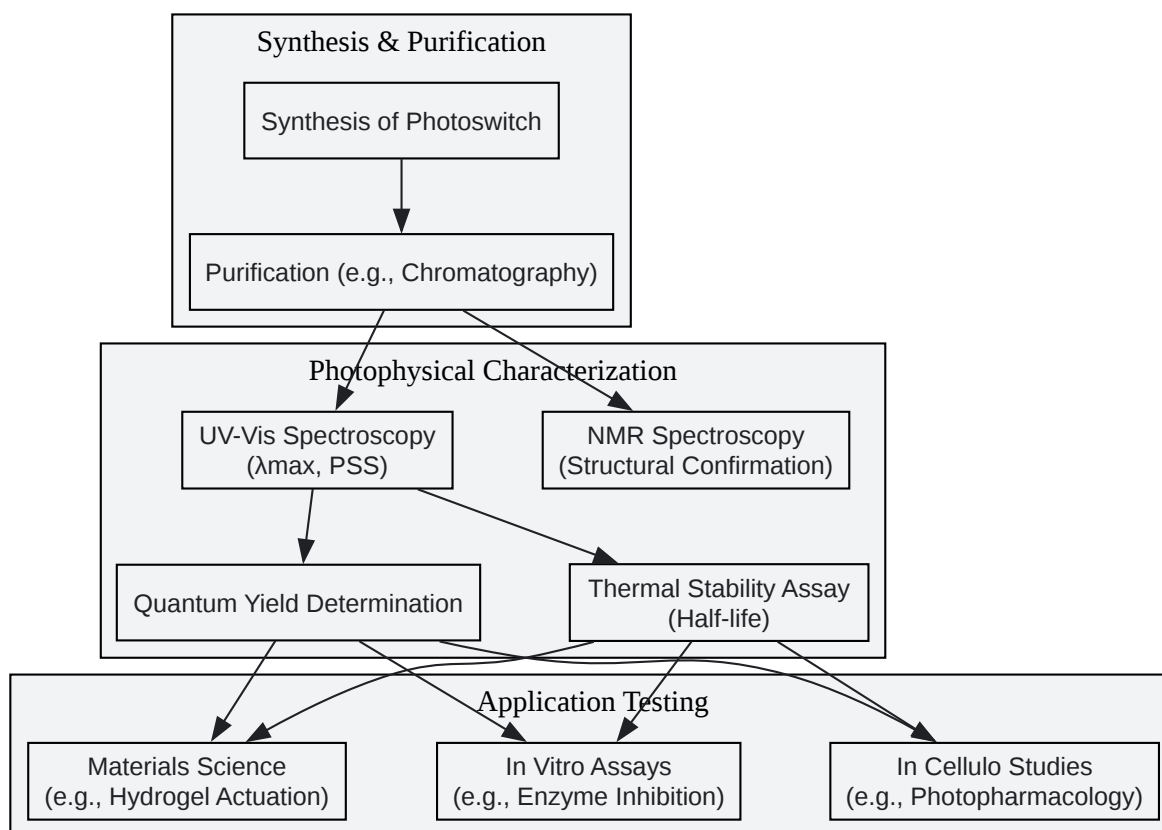 Synthesis & Purification
Synthesis of Photoswitch
Purification (e.g., Chromatography)
Photophysical Characterization
UV-Vis Spectroscopy
(λmax, PSS)
NMR Spectroscopy
(Structural Confirmation)
Quantum Yield Determination
Thermal Stability Assay
(Half-life)
Application Testing
Materials Science
(e.g., Hydrogel Actuation)
In Vitro Assays
(e.g., Enzyme Inhibition)
In Cellulo Studies
(e.g., Photopharmacology)